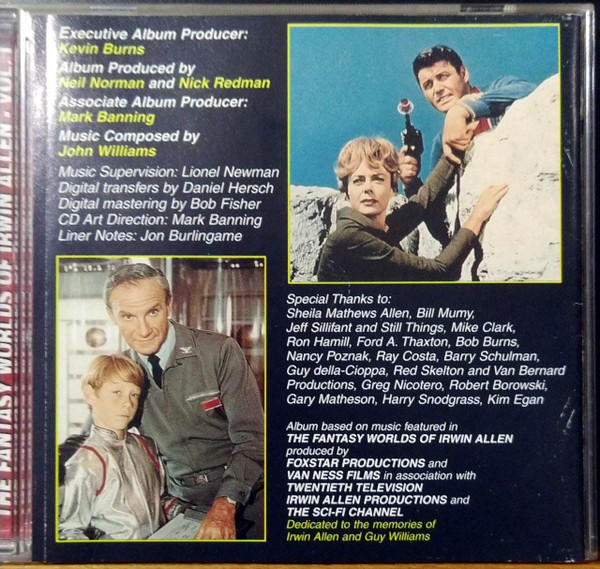 THE FANTASY WORLDS OF IRWIN ALLEN • VOL.
Executive Album Producer:
Kevin Burns
Album Produced by
Neil Norman and Nick Redman
Associate Album Producer:
Mark Banning
Music Composed by
John Williams
Music Supervision: Lionel Newman
Digital transfers by Daniel Hersch
Digital mastering by Bob Fisher
CD Art Direction: Mark Banning
Liner Notes: Jon Burlingame
Special Thanks to:
Sheila Mathews Allen, Bill Mumy,
Jeff Sillifant and Still Things, Mike Clark,
Ron Hamill, Ford A. Thaxton, Bob Burns,
Nancy Poznak, Ray Costa, Barry Schulman,
Guy della-Cioppa, Red Skelton and Van Bernard
Productions, Greg Nicotero, Robert Borowski,
Gary Matheson, Harry Snodgrass, Kim Egan
Album based on music featured in
THE FANTASY WORLDS OF IRWIN ALLEN
produced by
FOXSTAR PRODUCTIONS and
VAN NESS FILMS in association with
TWENTIETH TELEVISION
IRWIN ALLEN PRODUCTIONS and
THE SCI-FI CHANNEL
Dedicated to the memories of
Irwin Allen and Guy Williams